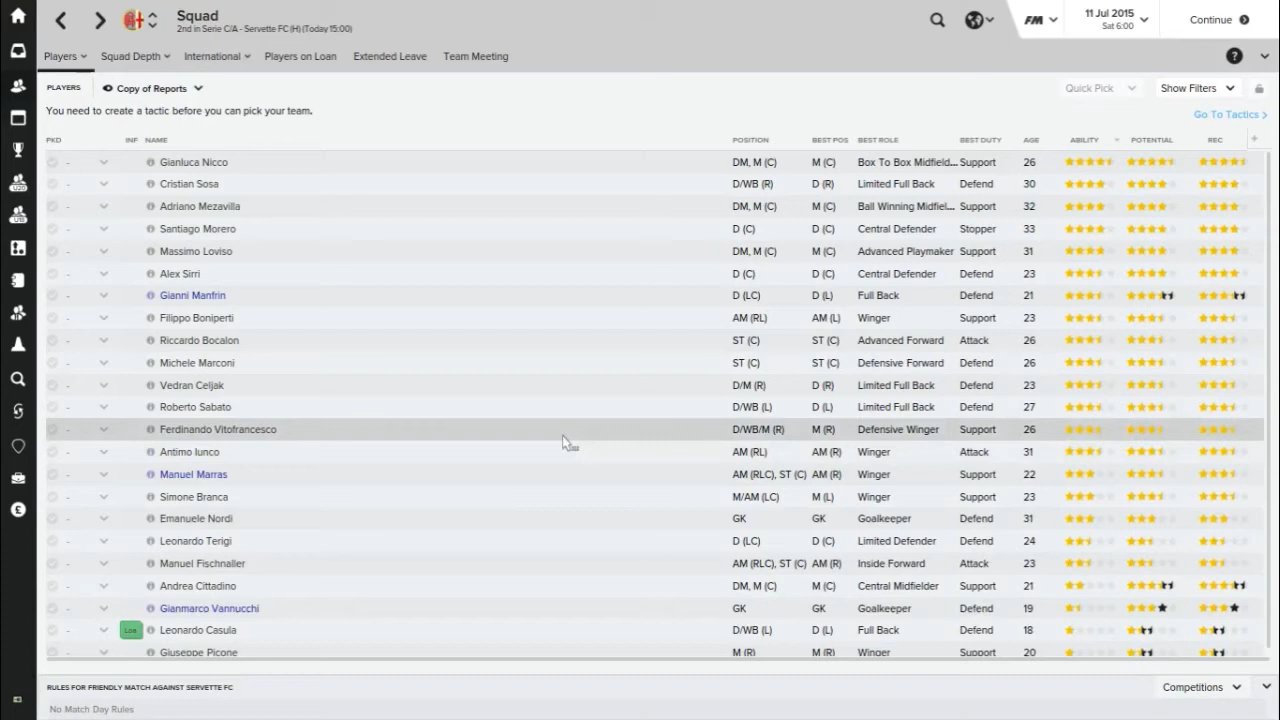 Squad
2nd in Serie C/A - Servette FC (H) (Today 15:00)
FM
11 Jul 2015
Sat 6:00
Continue
Players Squad Depth International Players on Loan Extended Leave Team Meeting
PLAYERS Copy of Reports Quick Pick Show Filters
You need to create a tactic before you can pick your team.
Go To Tactics >
PKD INF NAME POSITION BEST POS BEST ROLE BEST DUTY AGE ABILITY POTENTIAL REC
- Gianluca Nicco DM, M (C) M (C) Box To Box Midfield... Support 26
- Cristian Sosa D/WB (R) D (R) Limited Full Back Defend 30
- Adriano Mezavilla DM, M (C) M (C) Ball Winning Midfiel... Support 32
- Santiago Morero D (C) D (C) Central Defender Stopper 33
- Massimo Loviso DM, M (C) M (C) Advanced Playmaker Support 31
- Alex Sirri D (C) D (C) Central Defender Defend 23
- Gianni Manfrin D (LC) D (L) Full Back Defend 21
- Filippo Boniperti AM (RL) AM (L) Winger Support 23
- Riccardo Bocalon ST (C) ST (C) Advanced Forward Attack 26
- Michele Marconi ST (C) ST (C) Defensive Forward Defend 26
- Vedran Celjak D/M (R) D (R) Limited Full Back Defend 23
- Roberto Sabato D/WB (L) D (L) Limited Full Back Defend 27
- Ferdinando Vitofrancesco D/WB/M (R) M (R) Defensive Winger Support 26
- Antimo Iunco AM (RL) AM (R) Winger Attack 31
- Manuel Marras AM (RLC), ST (C) AM (R) Winger Support 22
- Simone Branca M/AM (LC) M (L) Winger Support 23
- Emanuele Nordi GK GK Goalkeeper Defend 31
- Leonardo Terigi D (LC) D (C) Limited Defender Defend 24
- Manuel Fischnaller AM (RLC), ST (C) AM (R) Inside Forward Attack 23
- Andrea Cittadino DM, M (C) M (C) Central Midfielder Support 21
- Gianmarco Vannucchi GK GK Goalkeeper Defend 19
- Loa Leonardo Casula D/WB (L) D (L) Full Back Defend 18
- Giuseppe Picone M (R) M (R) Winger Support 20
RULES FOR FRIENDLY MATCH AGAINST SERVETTE FC Competitions
No Match Day Rules